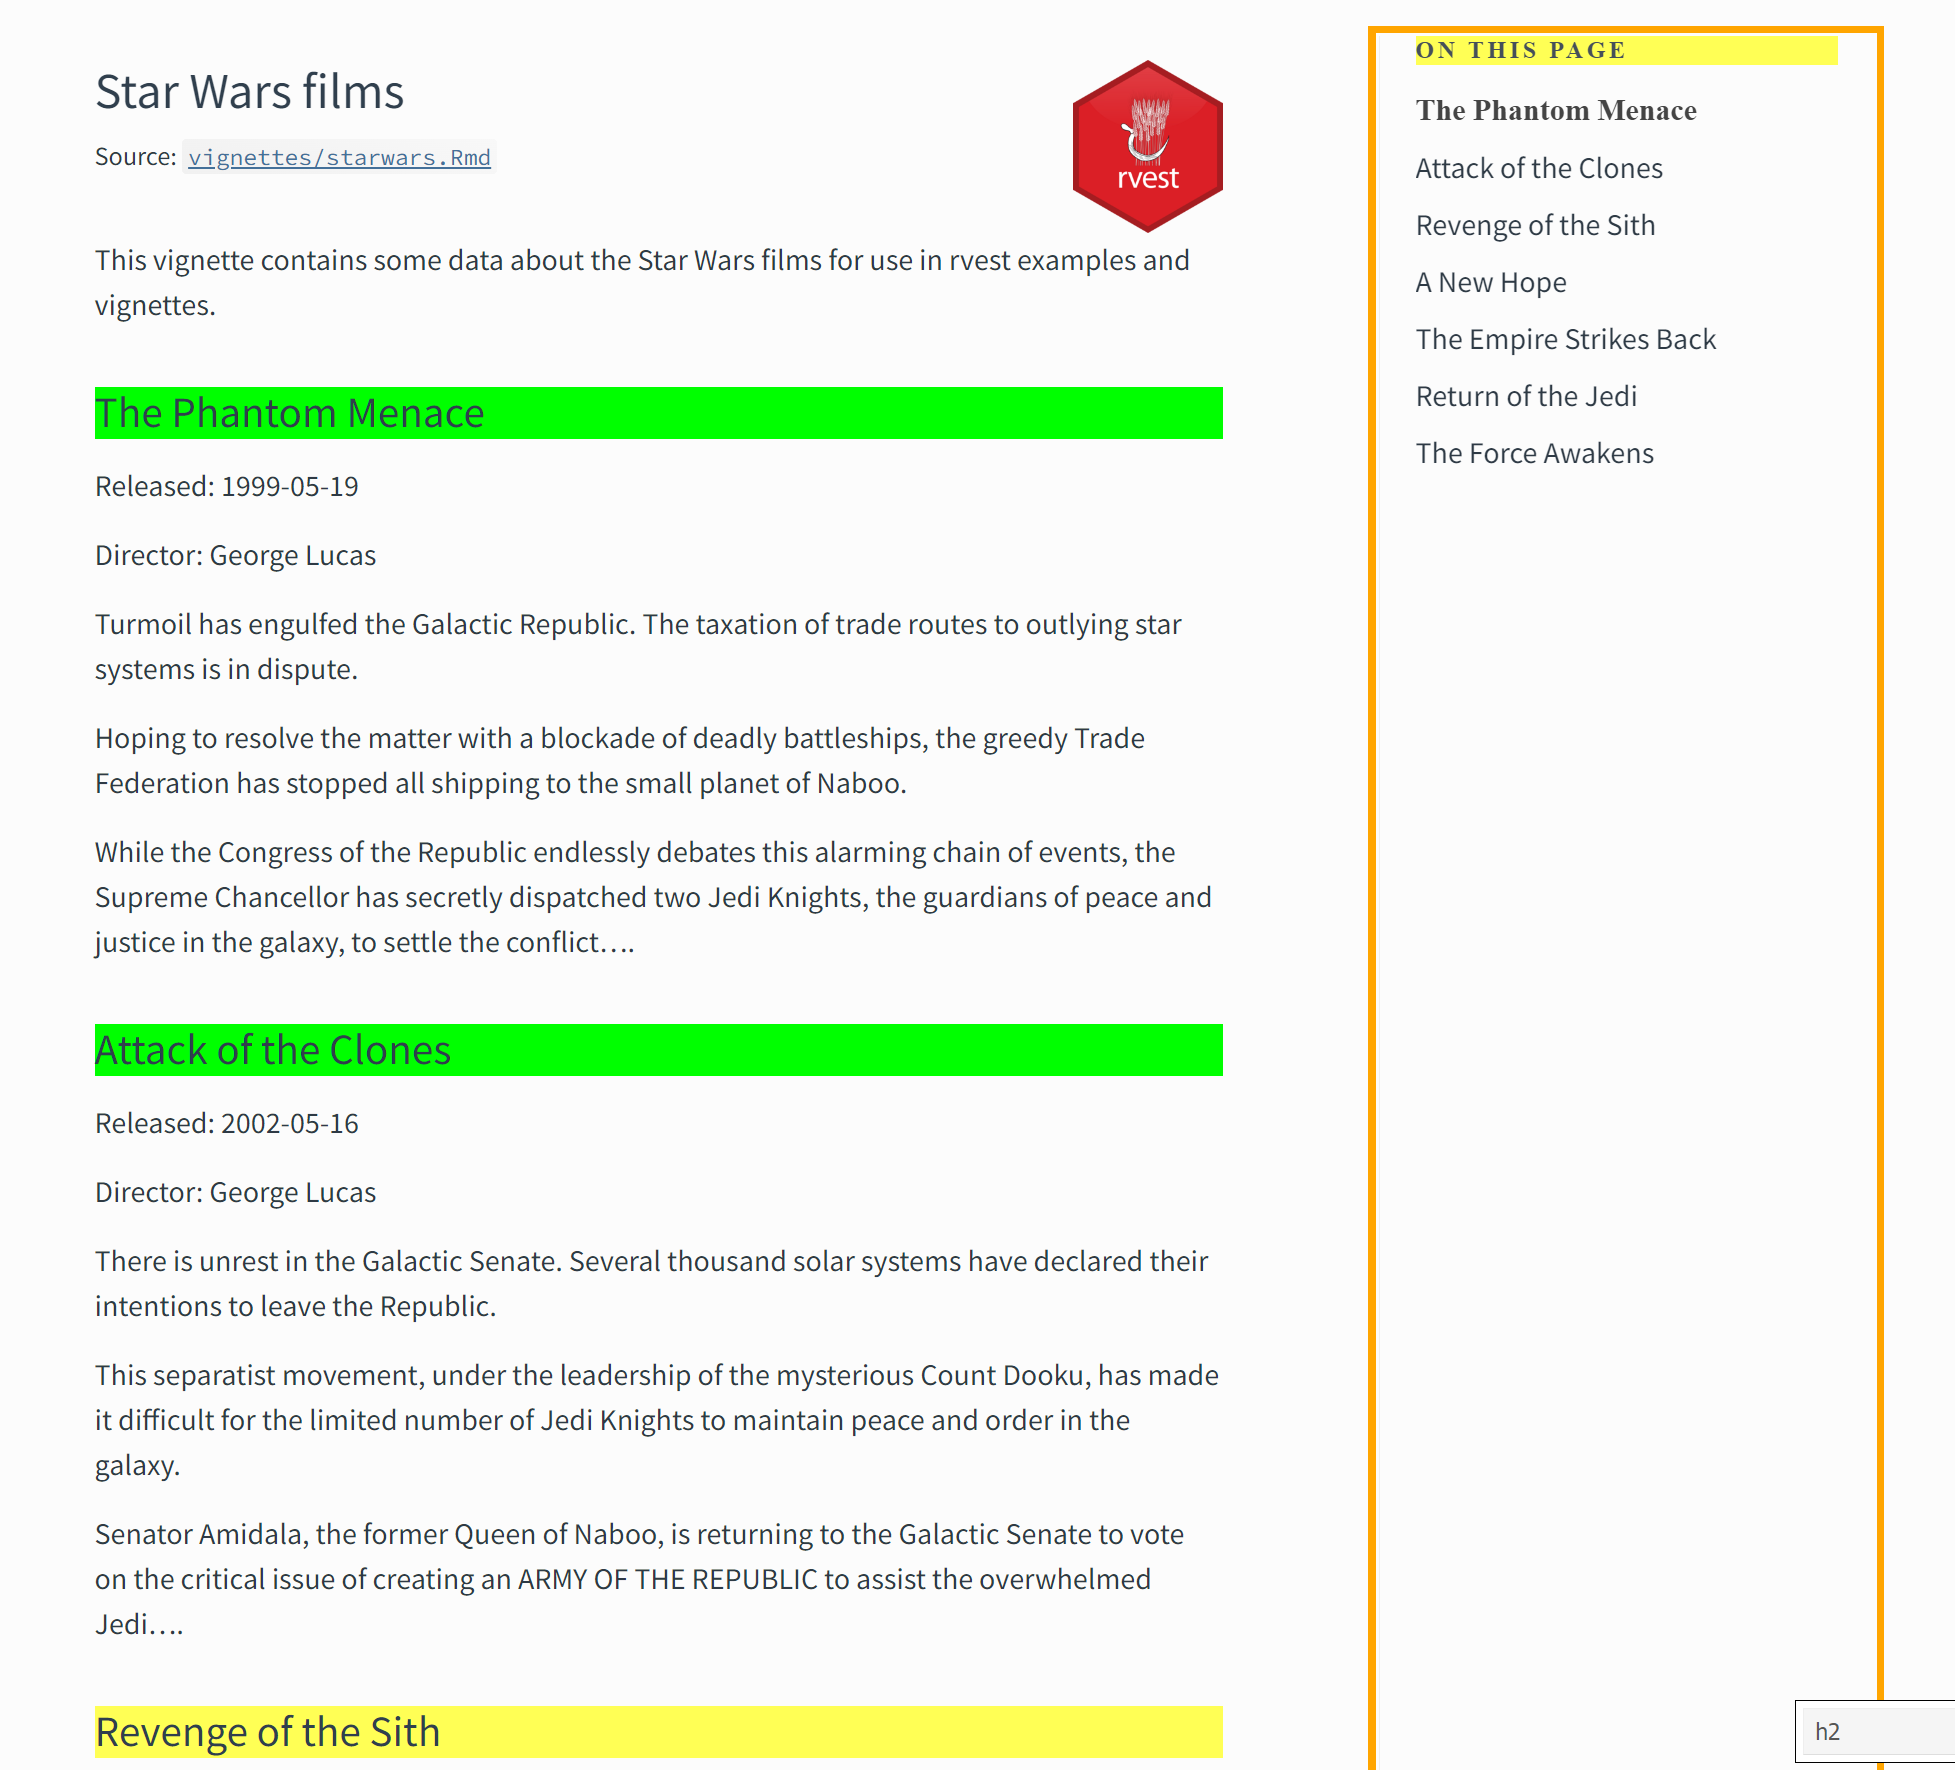 Star Wars films
Source: vignettes/starwars.Rmd
rvest
This vignette contains some data about the Star Wars films for use in rvest examples and
vignettes.
The Phantom Menace
Released: 1999-05-19
Director: George Lucas
Turmoil has engulfed the Galactic Republic. The taxation of trade routes to outlying star
systems is in dispute.
Hoping to resolve the matter with a blockade of deadly battleships, the greedy Trade
Federation has stopped all shipping to the small planet of Naboo.
While the Congress of the Republic endlessly debates this alarming chain of events, the
Supreme Chancellor has secretly dispatched two Jedi Knights, the guardians of peace and
justice in the galaxy, to settle the conflict….
Attack of the Clones
Released: 2002-05-16
Director: George Lucas
There is unrest in the Galactic Senate. Several thousand solar systems have declared their
intentions to leave the Republic.
This separatist movement, under the leadership of the mysterious Count Dooku, has made
it difficult for the limited number of Jedi Knights to maintain peace and order in the
galaxy.
Senator Amidala, the former Queen of Naboo, is returning to the Galactic Senate to vote
on the critical issue of creating an ARMY OF THE REPUBLIC to assist the overwhelmed
Jedi….
Revenge of the Sith
ON THIS PAGE
The Phantom Menace
Attack of the Clones
Revenge of the Sith
A New Hope
The Empire Strikes Back
Return of the Jedi
The Force Awakens
h2